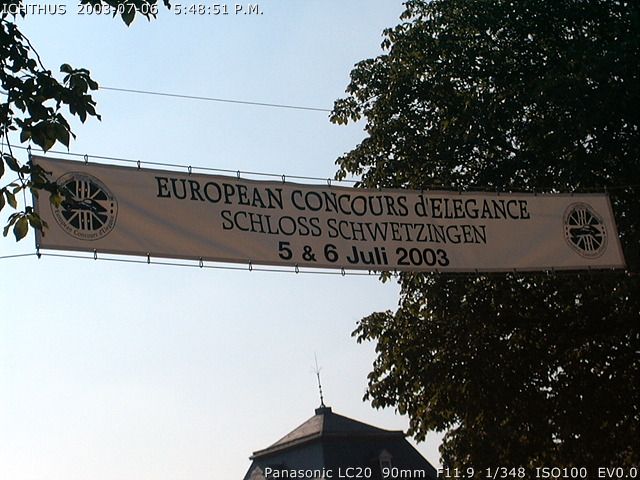 ICHTHUS 2003-07-06 5:48:51 P.M.
EUROPEAN CONCOURS d'ELEGANCE
SCHLOSS SCHWETZINGEN
5 & 6 Juli 2003
Panasonic LC20 90mm F11.9 1/348 ISO100 EV0.0